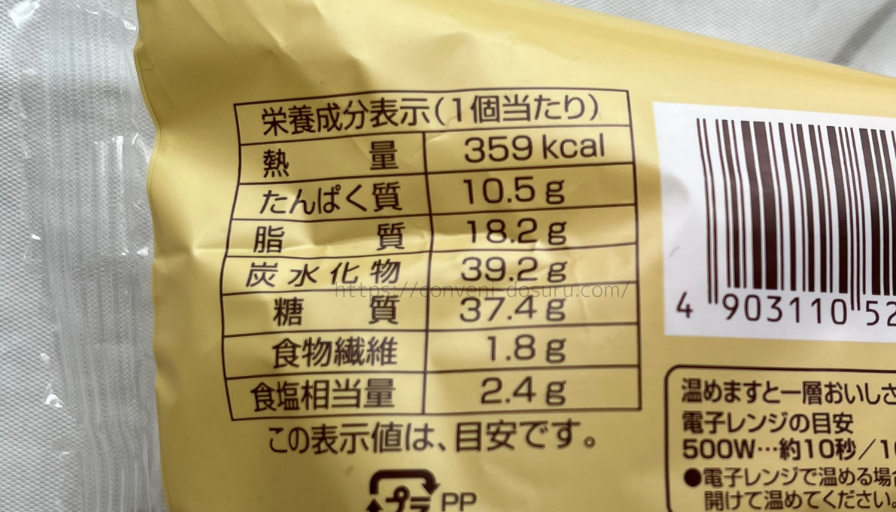 栄養成分表示(1個当たり)
熱量 359 kcal
たんぱく質 10.5 g
脂質 18.2 g
炭水化物 39.2 g
糖質 37.4 g
食物繊維 1.8 g
食塩相当量 2.4 g
この表示値は、目安です。
プラ PP
https://conveni-dosuru.com/
4 903110 52
温めますと一層おいしさ
電子レンジの目安
500W…約10秒/1
●電子レンジで温める場合
開けて温めてください。